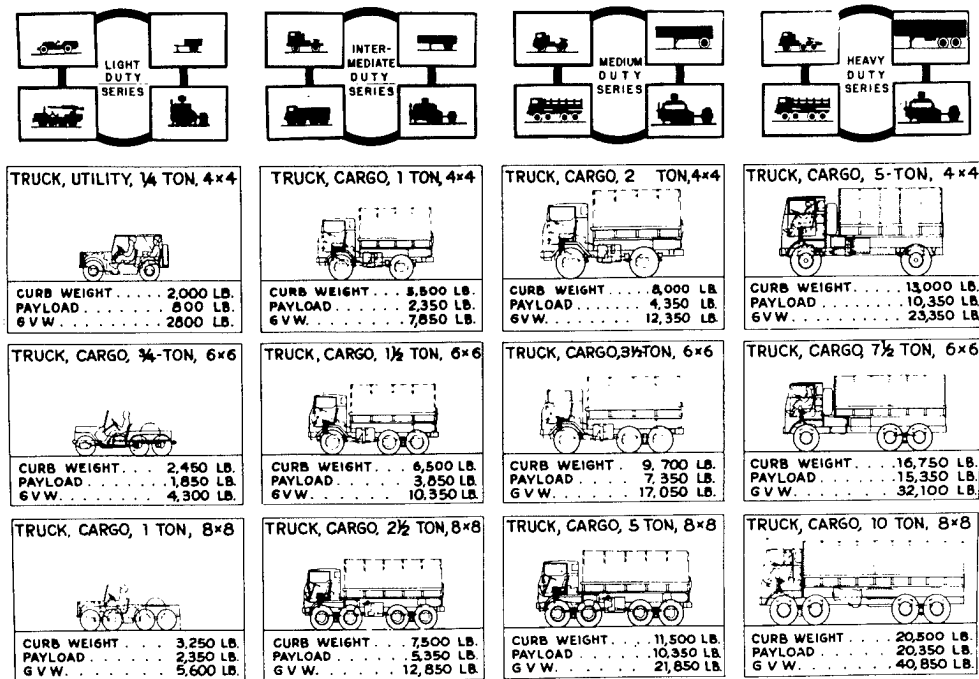 LIGHT
DUTY
SERIES
INTER-
MEDIATE
DUTY
SERIES
MEDIUM
DUTY
SERIES
HEAVY
DUTY
SERIES
TRUCK, UTILITY, 1/4 TON, 4×4
CURB WEIGHT ..... 2,000 LB.
PAYLOAD ........ 800 LB.
G V W. ........ 2800 LB.
TRUCK, CARGO, 1 TON, 4×4
CURB WEIGHT ... 5,500 LB.
PAYLOAD ...... 2,350 LB.
GVW. ....... 7,850 LB.
TRUCK, CARGO, 2 TON, 4×4
CURB WEIGHT .... 8,000 LB.
PAYLOAD ....... 4,350 LB.
GVW. ........ 12,350 LB.
TRUCK, CARGO, 5-TON, 4×4
CURB WEIGHT ..... 13,000 LB.
PAYLOAD ........ 10,350 LB.
GVW. ......... 23,350 LB.
TRUCK, CARGO, 3/4-TON, 6×6
CURB WEIGHT .... 2,450 LB.
PAYLOAD ....... 1,850 LB.
G V W. ........ 4,300 LB.
TRUCK, CARGO, 1½ TON, 6×6
CURB WEIGHT ... 6,500 LB.
PAYLOAD ...... 3,850 LB.
GVW. ....... 10,350 LB.
TRUCK, CARGO, 3½TON, 6×6
CURB WEIGHT . 9,700 LB.
PAYLOAD .... 7,350 LB.
G V W. ..... 17,050 LB.
TRUCK, CARGO, 7½ TON, 6×6
CURB WEIGHT .....16,750 LB.
PAYLOAD ........15,350 LB.
G V W. ........ 32,100 LB.
TRUCK, CARGO, 1 TON, 8×8
CURB WEIGHT ..... 3,250 LB.
PAYLOAD ........ 2,350 LB.
G V W. ......... 5,600 LB.
TRUCK, CARGO, 2½ TON, 8×8
CURB WEIGHT .... 7,500 LB.
PAYLOAD ....... 5,350 LB.
G V W. ....... 12,850 LB.
TRUCK, CARGO, 5 TON, 8×8
CURB WEIGHT .....11,500 LB.
PAYLOAD ........10,350 LB.
G V W. ......... 21,850 LB.
TRUCK, CARGO, 10 TON, 8×8
CURB WEIGHT .....20,500 LB.
PAYLOAD ........20,350 LB.
G V W. .........40,850 LB.